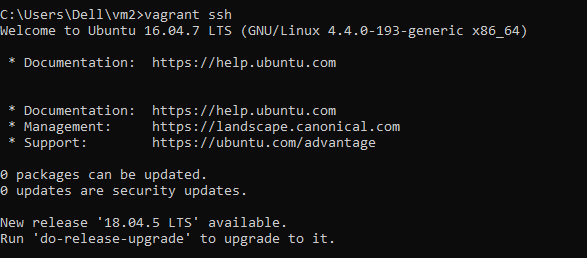 C:\Users\Dell\vm2>vagrant ssh
Welcome to Ubuntu 16.04.7 LTS (GNU/Linux 4.4.0-193-generic x86_64)
* Documentation:  https://help.ubuntu.com
* Documentation:  https://help.ubuntu.com
* Management:     https://landscape.canonical.com
* Support:        https://ubuntu.com/advantage
0 packages can be updated.
0 updates are security updates.
New release '18.04.5 LTS' available.
Run 'do-release-upgrade' to upgrade to it.